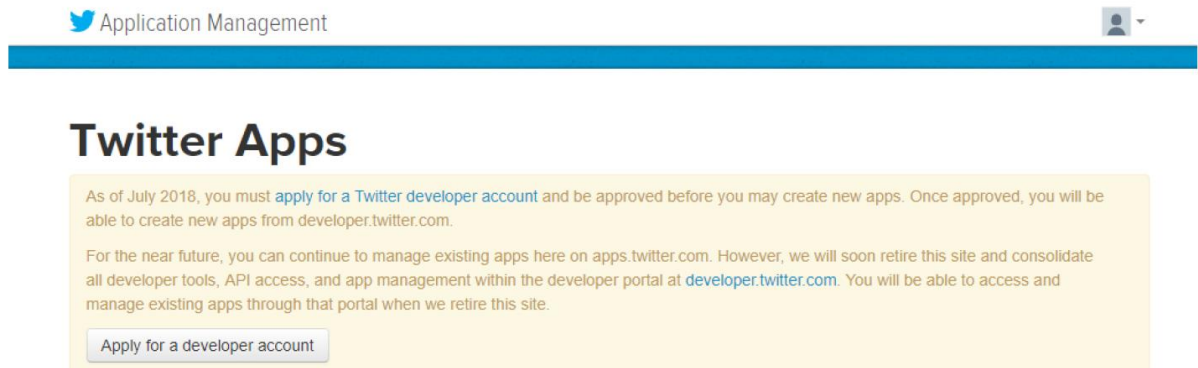 Application Management
Twitter Apps
As of July 2018, you must apply for a Twitter developer account and be approved before you may create new apps. Once approved, you will be
able to create new apps from developer.twitter.com.
For the near future, you can continue to manage existing apps here on apps.twitter.com. However, we will soon retire this site and consolidate
all developer tools, API access, and app management within the developer portal at developer.twitter.com. You will be able to access and
manage existing apps through that portal when we retire this site.
Apply for a developer account